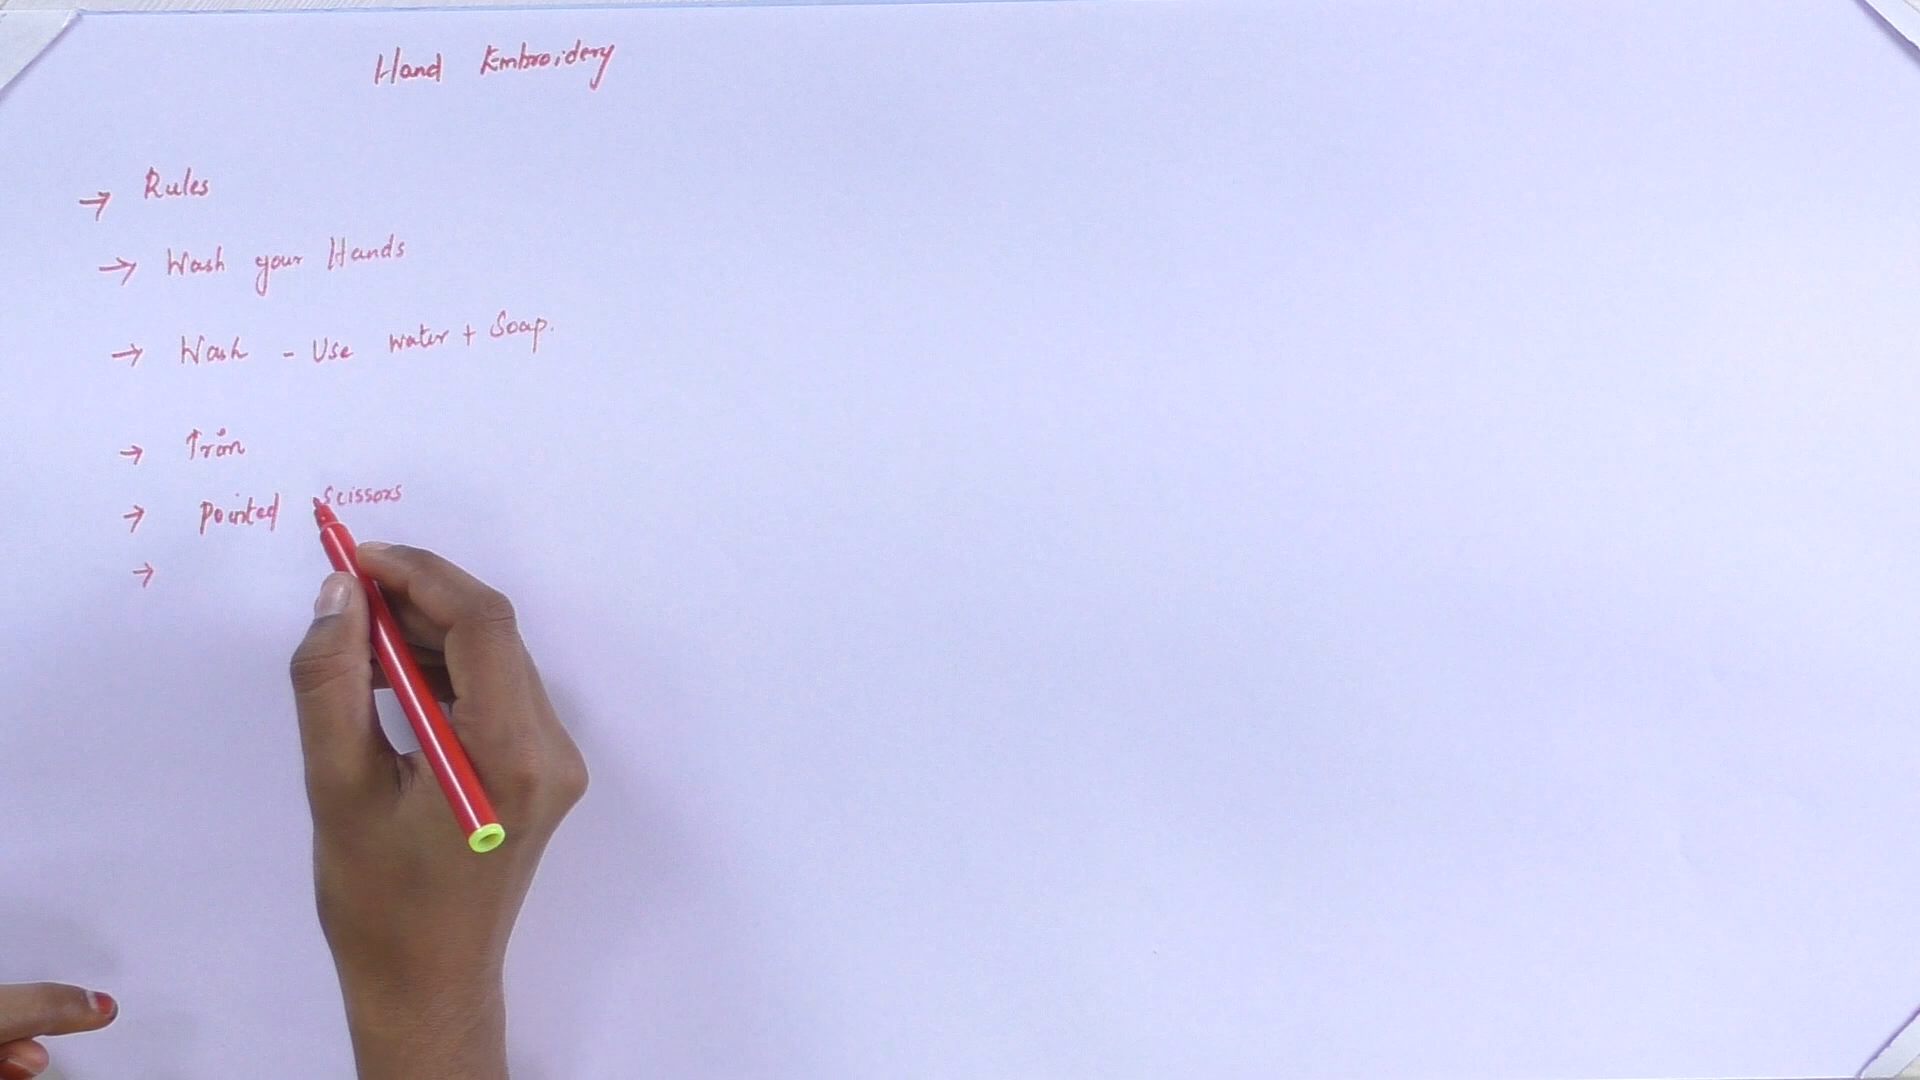 Hand Embroidery
→ Rules
→ Wash your Hands
→ Wash - Use water + Soap.
→ Iron
→ Pointed Scissors
→